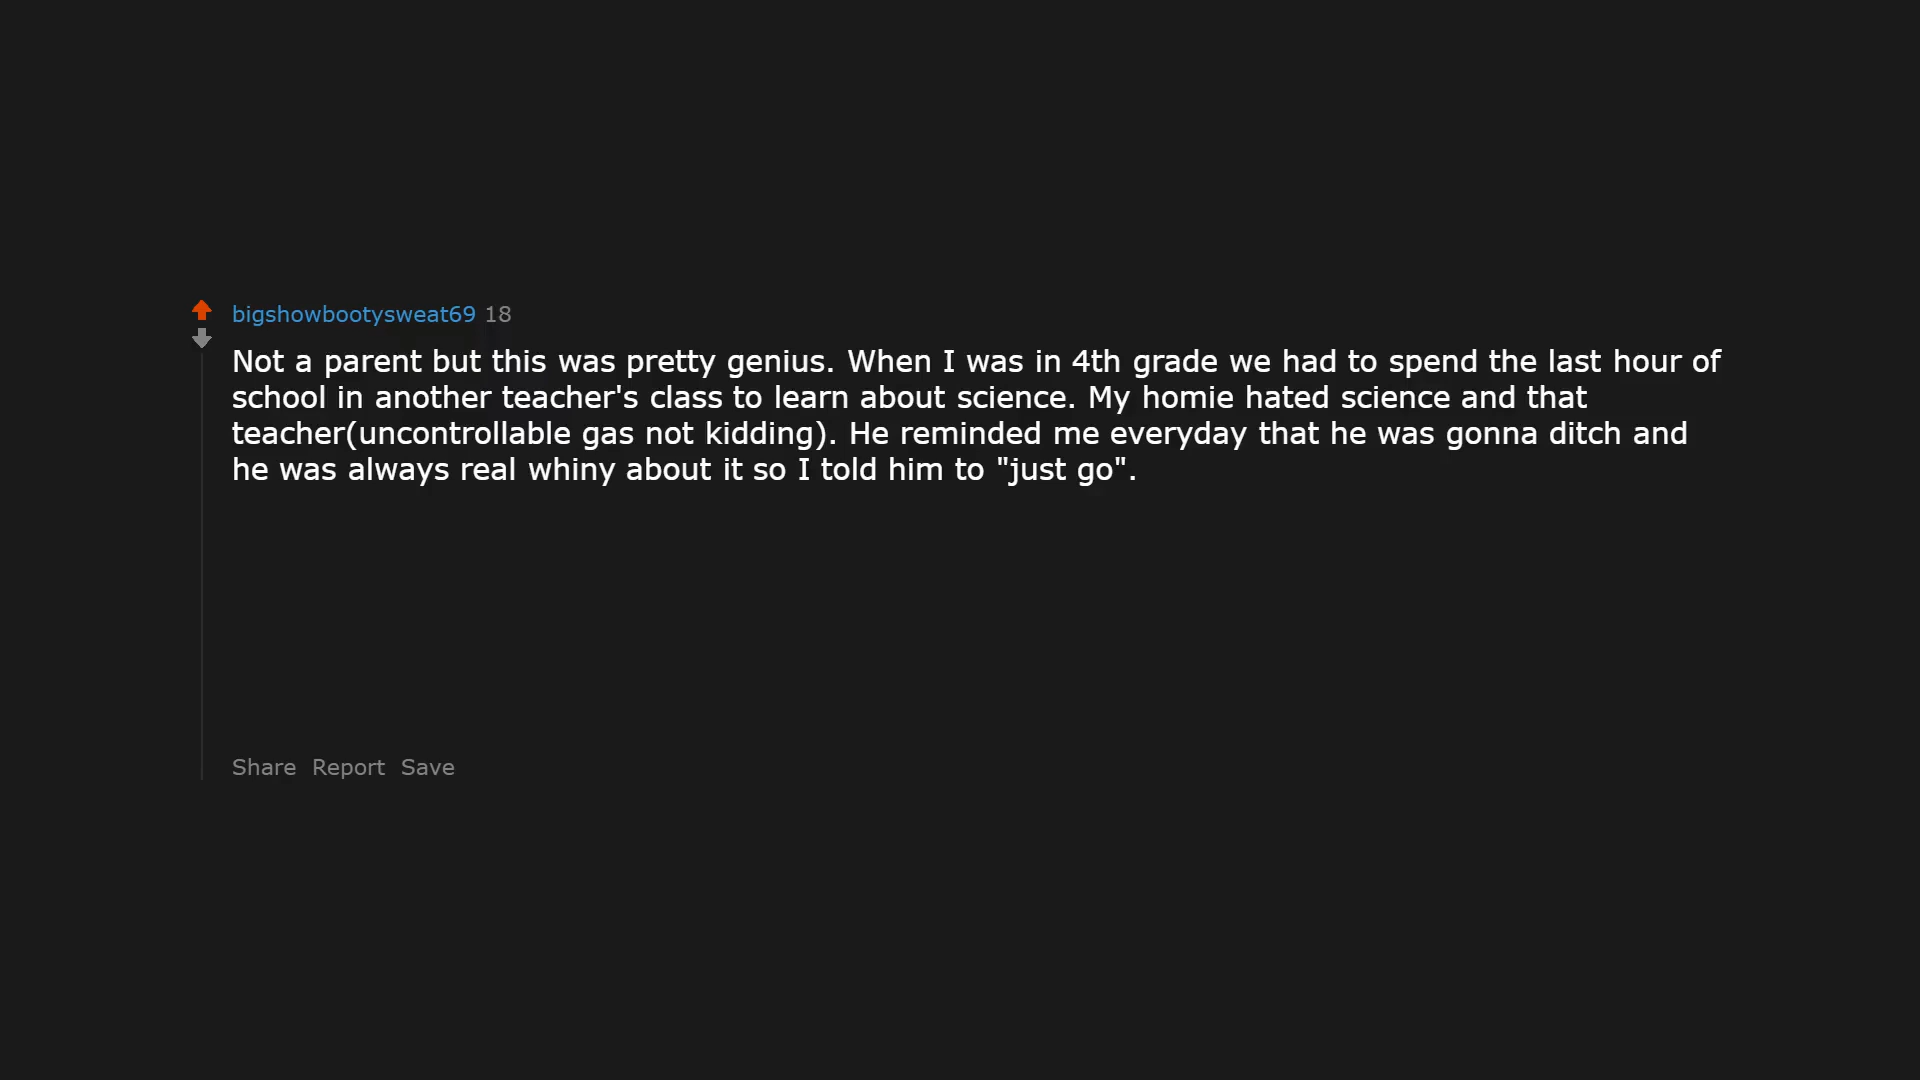 bigshowbootysweat69 18
Not a parent but this was pretty genius. When I was in 4th grade we had to spend the last hour of
school in another teacher's class to learn about science. My homie hated science and that
teacher(uncontrollable gas not kidding). He reminded me everyday that he was gonna ditch and
he was always real whiny about it so I told him to "just go".
Share Report Save